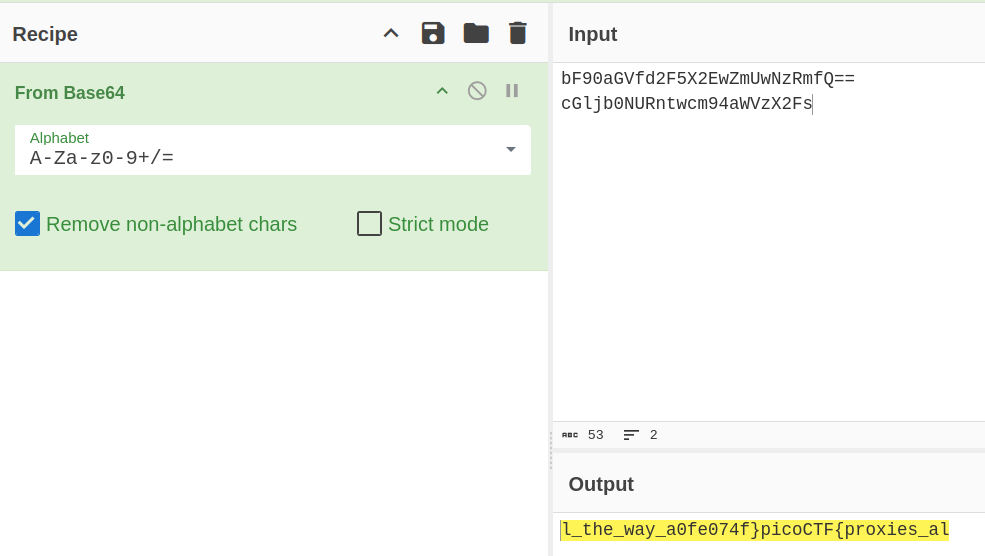 Recipe
From Base64
Alphabet
A-Za-z0-9+/=
Remove non-alphabet chars
Strict mode
Input
bF90aGVfd2F5X2EwZmUwNzRmfQ==
cGljb0NURntwcm94aWVzX2Fs
ABC 53 2
Output
l_the_way_a0fe074f}picoCTF{proxies_al